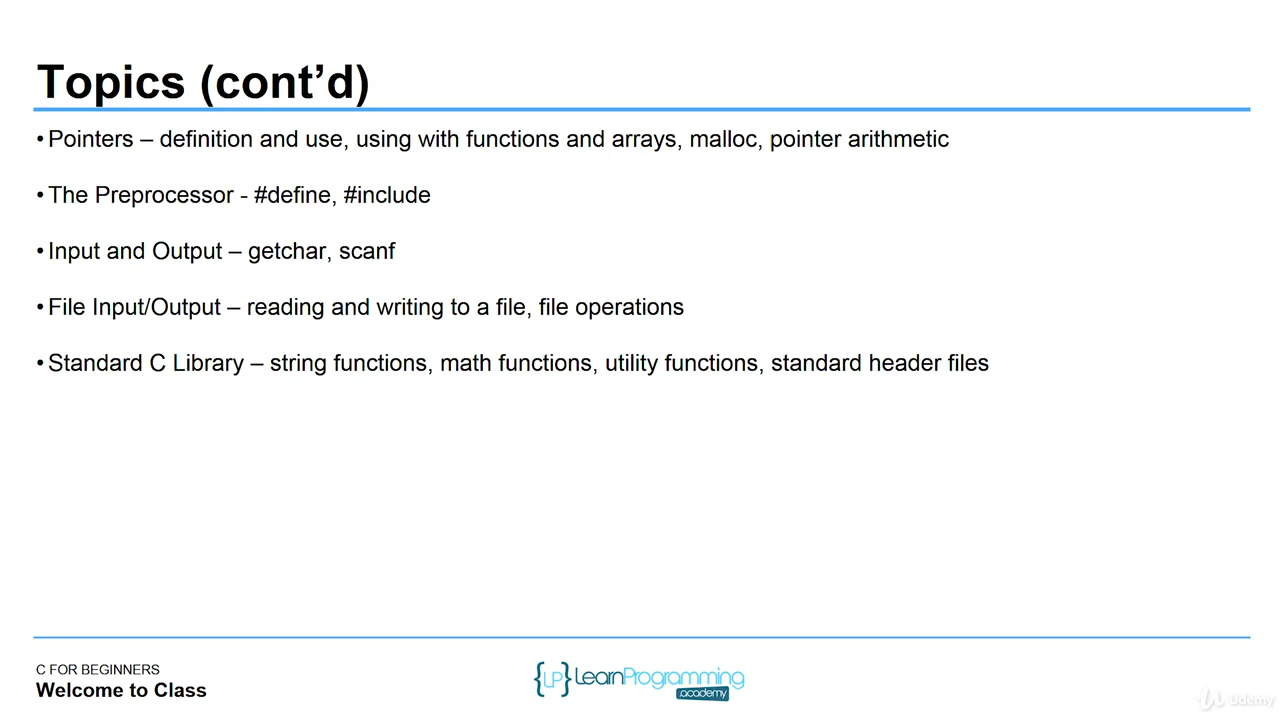 Topics (cont’d)
• Pointers – definition and use, using with functions and arrays, malloc, pointer arithmetic
• The Preprocessor - #define, #include
• Input and Output – getchar, scanf
• File Input/Output – reading and writing to a file, file operations
• Standard C Library – string functions, math functions, utility functions, standard header files
C FOR BEGINNERS
Welcome to Class
{LP} LearnProgramming
.academy
Udemy